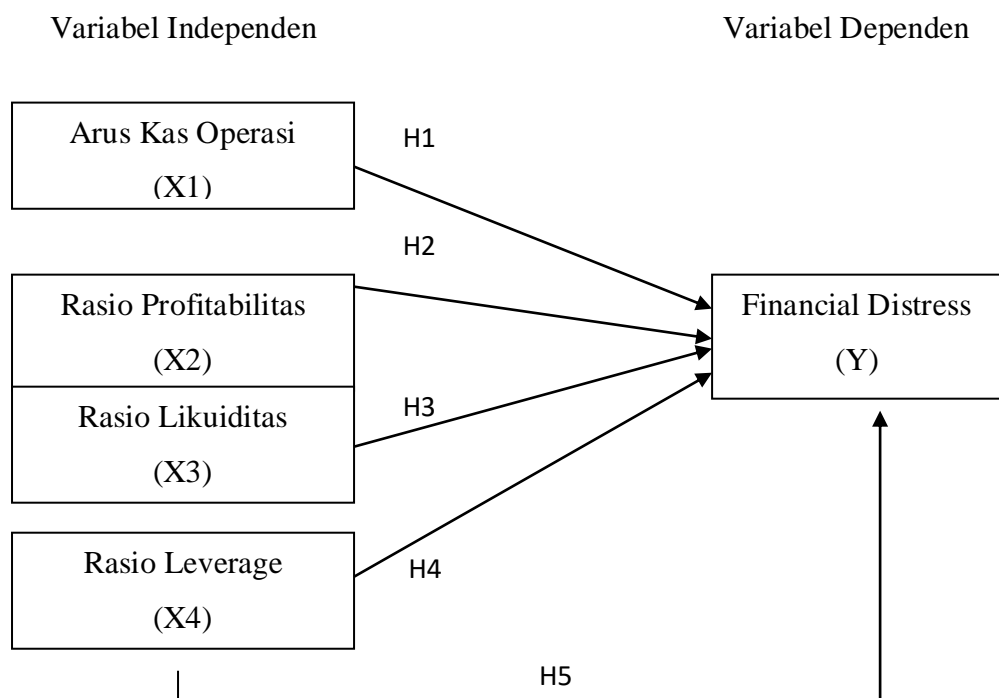 Variabel Independen
Variabel Dependen
Arus Kas Operasi
(X1)
H1
H2
Rasio Profitabilitas
(X2)
Financial Distress
(Y)
Rasio Likuiditas
(X3)
H3
Rasio Leverage
(X4)
H4
H5